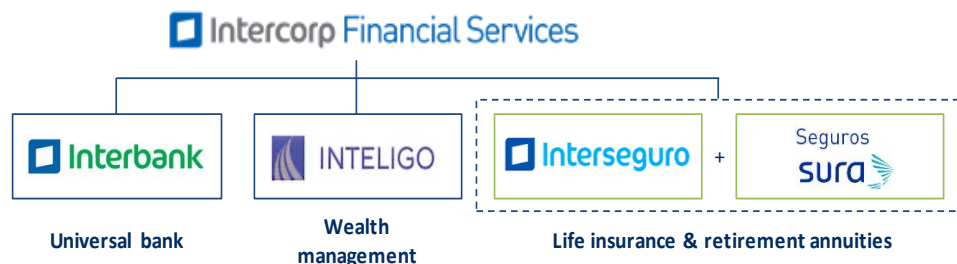 Intercorp Financial Services
Interbank
INTELIGO
Interseguro
+
Seguros
sura
Universal bank
Wealth
management
Life insurance & retirement annuities